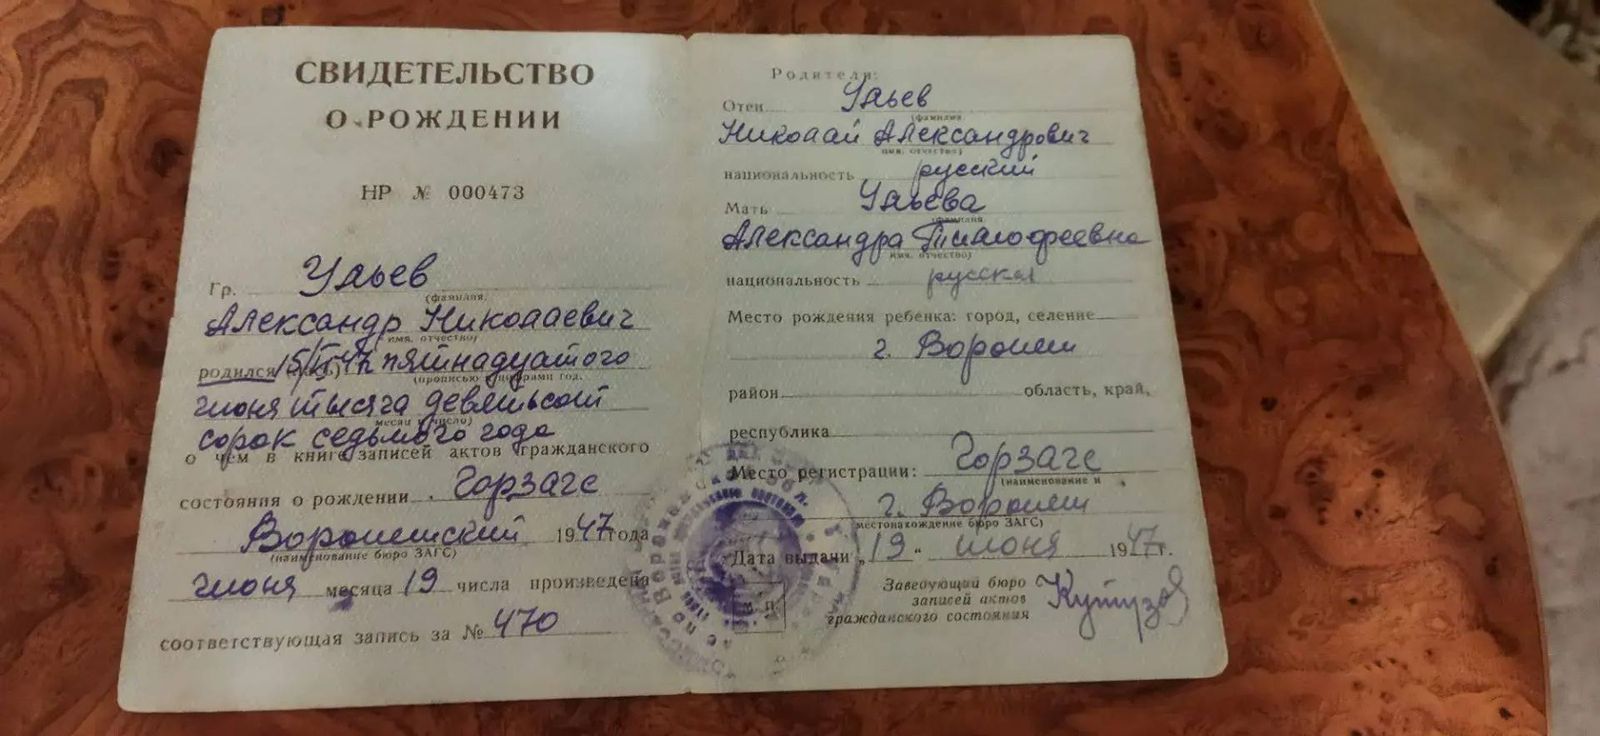 СВИДЕТЕЛЬСТВО
О РОЖДЕНИИ
НР № 000473
Гр. Ульев
(фамилия)
Александр Николаевич
имя, отчество)
родился 15/VI 47 пятнадцатого
(прописью и цифрами год,
июня тысяча девятьсот
месяц и число)
сорок седьмого года
о чем в книге записей актов гражданского
состояния о рождении Горзагс
Воронежский 1947 года
(наименование бюро ЗАГС)
июня месяца 19 числа произведена
соответствующая запись за № 470
Родители:
Отец Ульев
(фамилия
Николай Александрович
имя, отчество)
национальность русский
Мать Ульева
(фамилия
Александра Тимофеевна
имя, отчество)
национальность русская
Место рождения ребенка: город, селение
г. Воронеж
район область, край,
республика
Место регистрации: Горзагс
(наименование и
г. Воронеж
местонахождение бюро ЗАГС)
Дата выдачи „19" июня 1947 г.
Заведующий бюро
записей актов
гражданского состояния
Кутузов